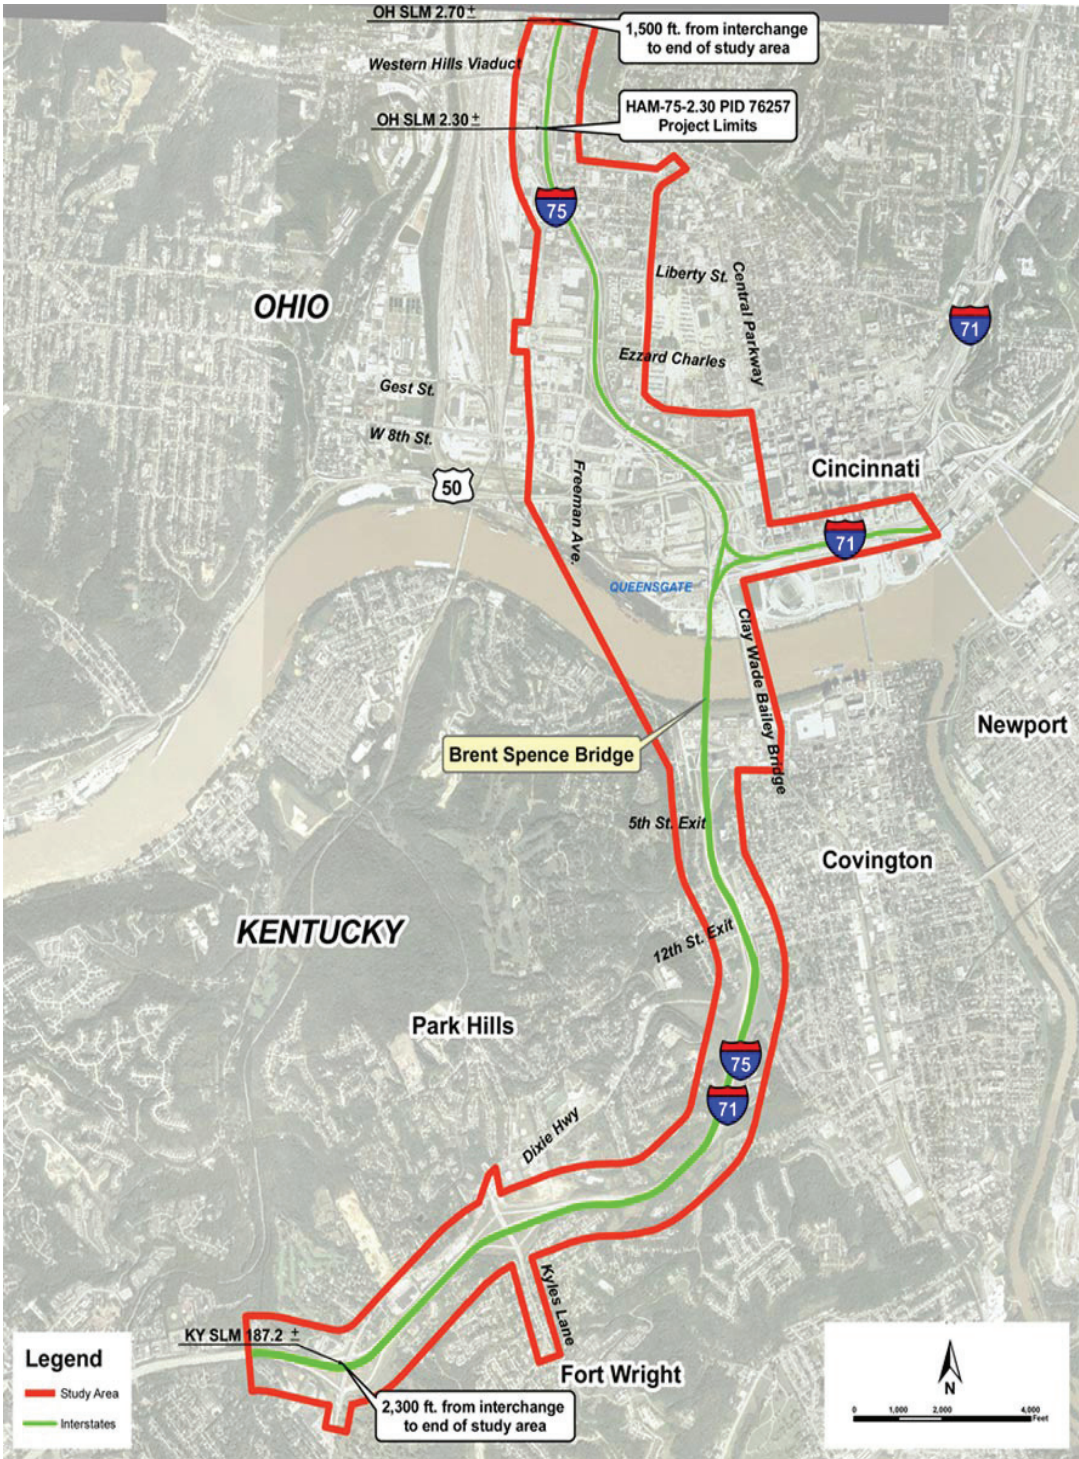 OH SLM 2.70 ±
1,500 ft. from interchange
to end of study area
Western Hills Viaduct
HAM-75-2.30 PID 76257
Project Limits
OH SLM 2.30 ±
75
Liberty St.
Central Parkway
OHIO
71
Ezzard Charles
Gest St.
W 8th St.
Cincinnati
50
Freeman Ave.
71
QUEENSGATE
Clay Wade Bailey Bridge
Newport
Brent Spence Bridge
5th St. Exit
Covington
KENTUCKY
12th St. Exit
Park Hills
75
71
Dixie Hwy
Kyles Lane
KY SLM 187.2 ±
Fort Wright
2,300 ft. from interchange
to end of study area
Legend
Study Area
Interstates
N
0 1,000 2,000 4,000
Feet